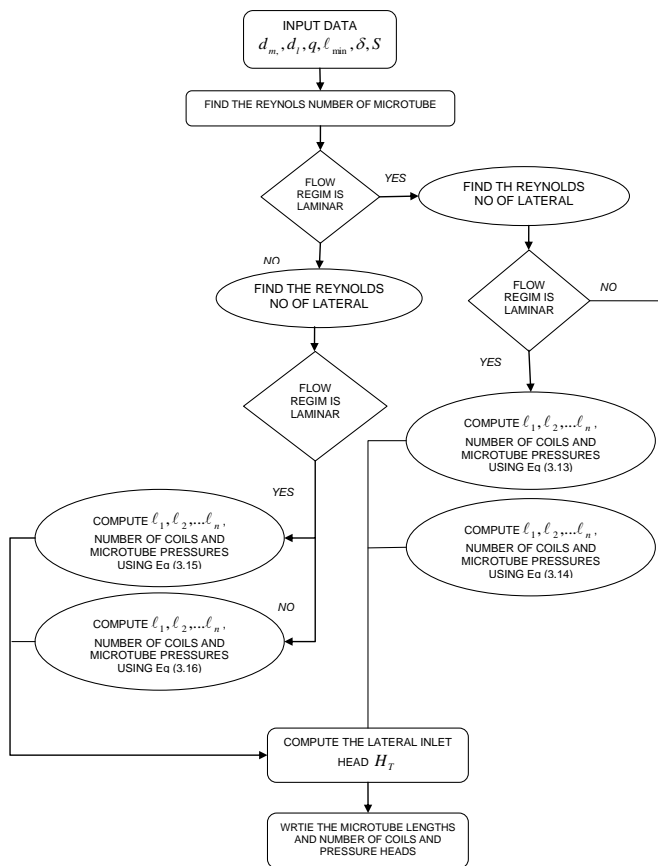 INPUT DATA
d_m,, d_l, q, ℓ_min, δ, S
FIND THE REYNOLS NUMBER OF MICROTUBE
FLOW
REGIM IS
LAMINAR
YES
FIND TH REYNOLDS
NO OF LATERAL
NO
FIND THE REYNOLDS
NO OF LATERAL
FLOW
REGIM IS
LAMINAR
NO
YES
FLOW
REGIM IS
LAMINAR
COMPUTE ℓ_1, ℓ_2,...ℓ_n,
NUMBER OF COILS AND
MICROTUBE PRESSURES
USING Eq (3.13)
YES
COMPUTE ℓ_1, ℓ_2,...ℓ_n,
NUMBER OF COILS AND
MICROTUBE PRESSURES
USING Eq (3.15)
COMPUTE ℓ_1, ℓ_2,...ℓ_n,
NUMBER OF COILS AND
MICROTUBE PRESSURES
USING Eq (3.14)
NO
COMPUTE ℓ_1, ℓ_2,...ℓ_n,
NUMBER OF COILS AND
MICROTUBE PRESSURES
USING Eq (3.16)
COMPUTE THE LATERAL INLET
HEAD H_T
WRTIE THE MICROTUBE LENGTHS
AND NUMBER OF COILS AND
PRESSURE HEADS